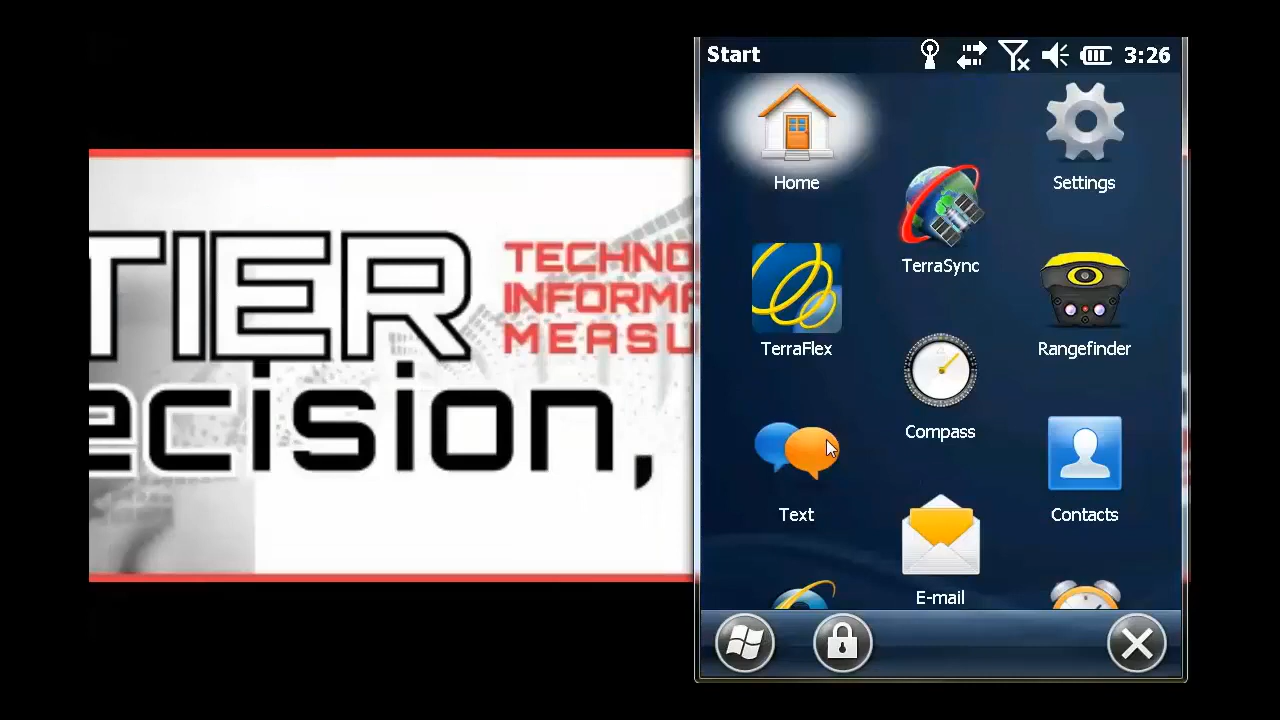 TIER
TECHNO
INFORMA
MEASU
ecision,
Start
3:26
Home
Settings
TerraSync
TerraFlex
Rangefinder
Compass
Text
Contacts
E-mail